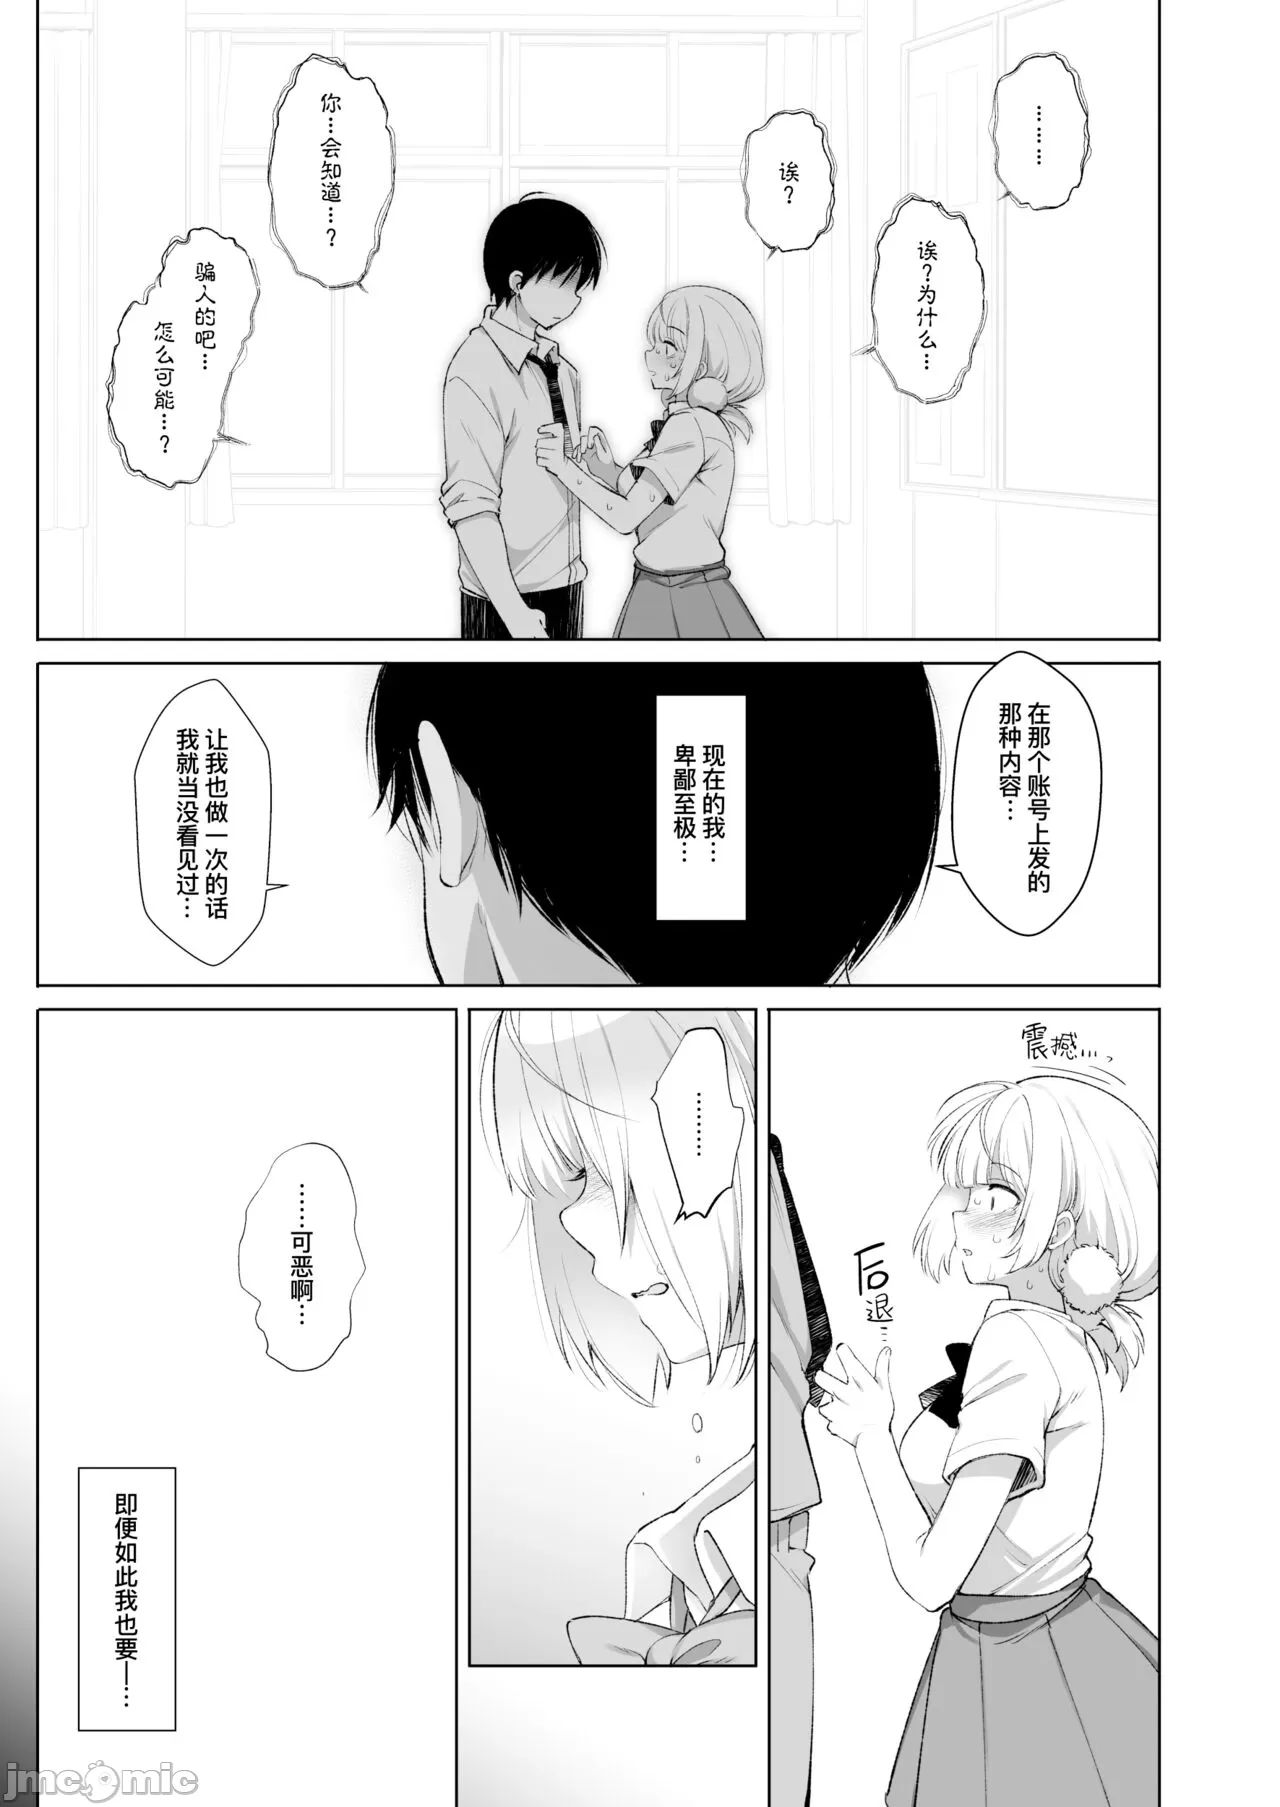 ………
诶？为什么…
诶？
你…会知道…？
骗人的吧…
怎么可能…？
在那个账号上发的
那种内容…
现在的我…
卑鄙至极…
让我也做一次的话
我就当没看见过…
震撼…
后退…
………
……可恶啊…
即便如此我也要——…
jmcomic